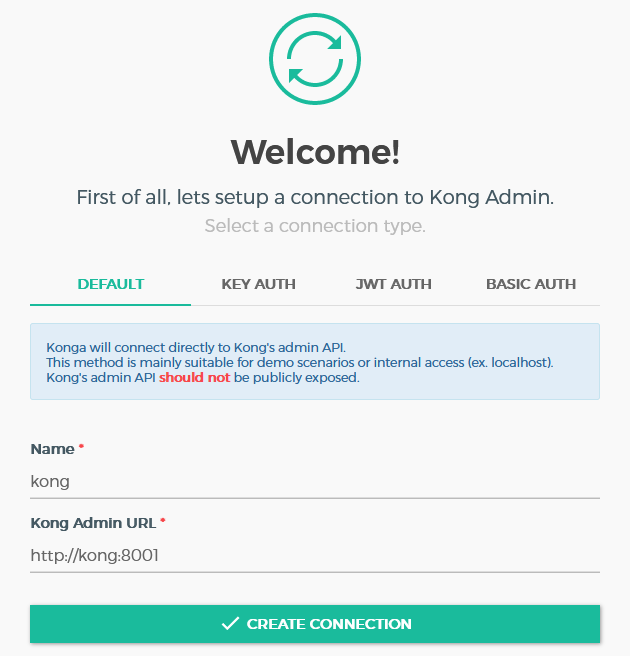 Welcome!
First of all, lets setup a connection to Kong Admin.
Select a connection type.
DEFAULT KEY AUTH JWT AUTH BASIC AUTH
Konga will connect directly to Kong's admin API.
This method is mainly suitable for demo scenarios or internal access (ex. localhost).
Kong's admin API should not be publicly exposed.
Name *
kong
Kong Admin URL *
http://kong:8001
CREATE CONNECTION